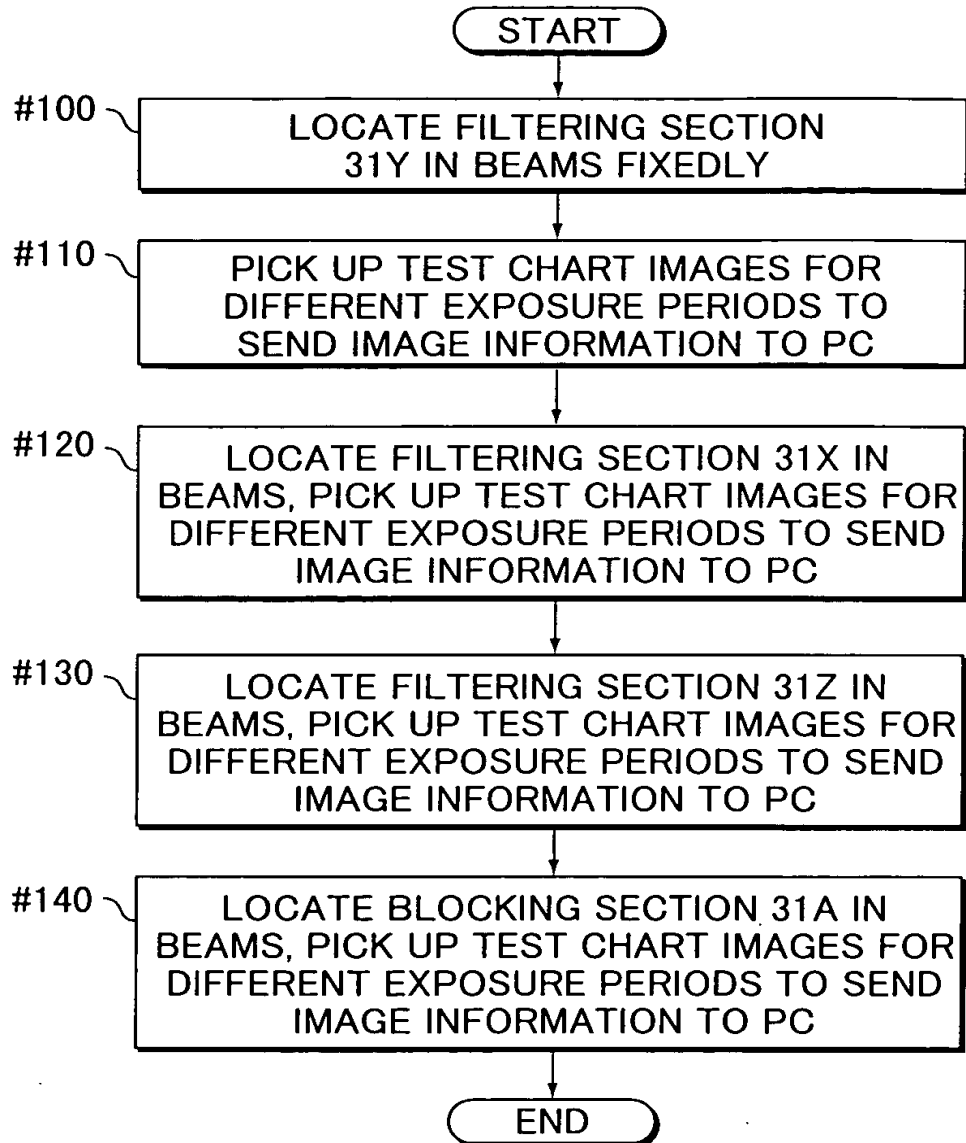 START
#100
LOCATE FILTERING SECTION
31Y IN BEAMS FIXEDLY
#110
PICK UP TEST CHART IMAGES FOR
DIFFERENT EXPOSURE PERIODS TO
SEND IMAGE INFORMATION TO PC
#120
LOCATE FILTERING SECTION 31X IN
BEAMS, PICK UP TEST CHART IMAGES FOR
DIFFERENT EXPOSURE PERIODS TO SEND
IMAGE INFORMATION TO PC
#130
LOCATE FILTERING SECTION 31Z IN
BEAMS, PICK UP TEST CHART IMAGES FOR
DIFFERENT EXPOSURE PERIODS TO SEND
IMAGE INFORMATION TO PC
#140
LOCATE BLOCKING SECTION 31A IN
BEAMS, PICK UP TEST CHART IMAGES FOR
DIFFERENT EXPOSURE PERIODS TO SEND
IMAGE INFORMATION TO PC
END